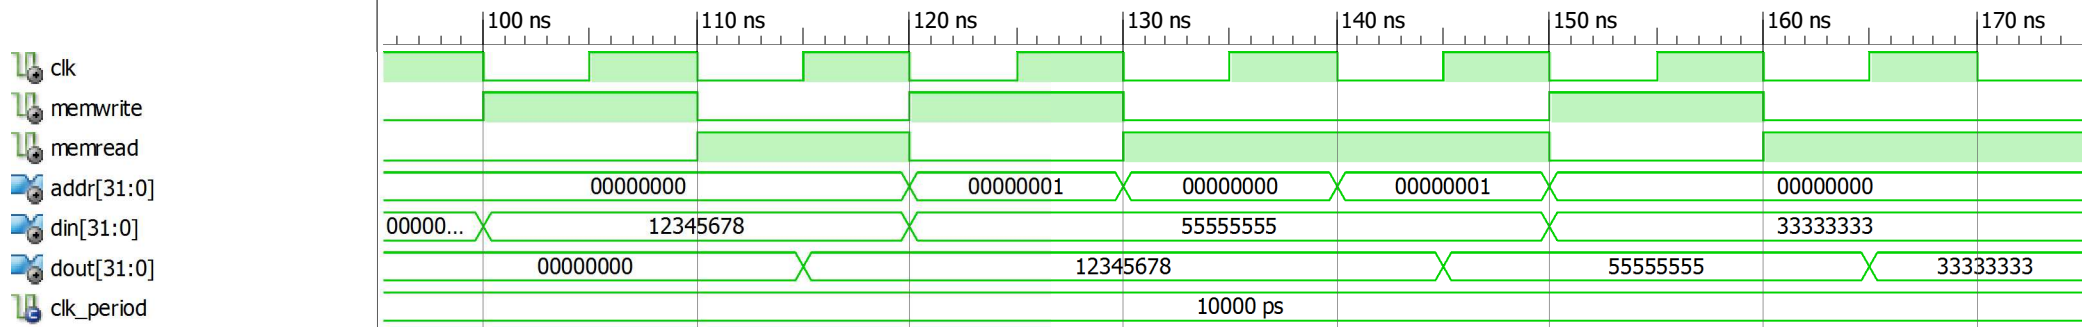 100 ns 110 ns 120 ns 130 ns 140 ns 150 ns 160 ns 170 ns
clk
memwrite
memread
addr[31:0] 00000000 00000001 00000000 00000001 00000000
din[31:0] 00000... 12345678 55555555 33333333
dout[31:0] 00000000 12345678 55555555 33333333
clk_period 10000 ps